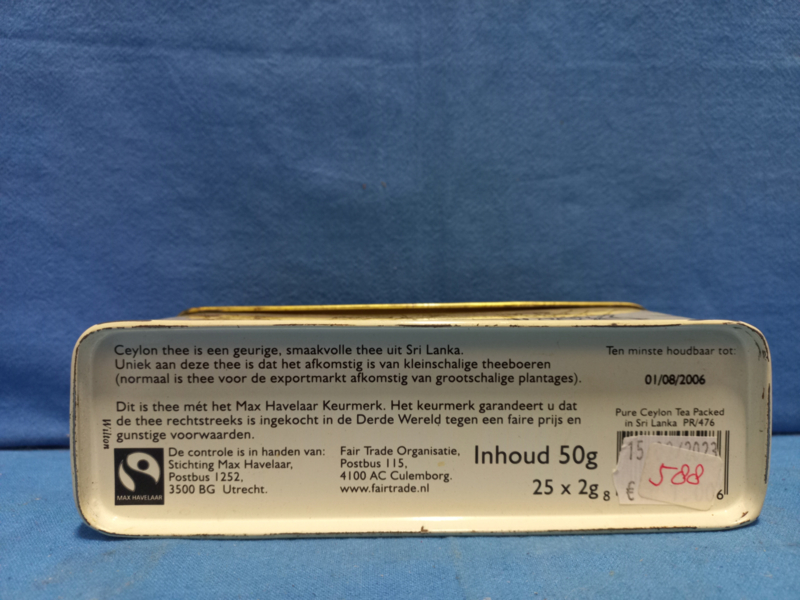 Ceylon thee is een geurige, smaakvolle thee uit Sri Lanka.
Uniek aan deze thee is dat het afkomstig is van kleinschalige theeboeren
(normaal is thee voor de exportmarkt afkomstig van grootschalige plantages).
Dit is thee mét het Max Havelaar Keurmerk. Het keurmerk garandeert u dat
de thee rechtstreeks is ingekocht in de Derde Wereld tegen een faire prijs en
gunstige voorwaarden.
Wilton
MAX HAVELAAR
De controle is in handen van:
Stichting Max Havelaar,
Postbus 1252,
3500 BG Utrecht.
Fair Trade Organisatie,
Postbus 115,
4100 AC Culemborg.
www.fairtrade.nl
Inhoud 50g
25 x 2g
Ten minste houdbaar tot:
01/08/2006
Pure Ceylon Tea Packed
in Sri Lanka PR/476
8
6
€
588